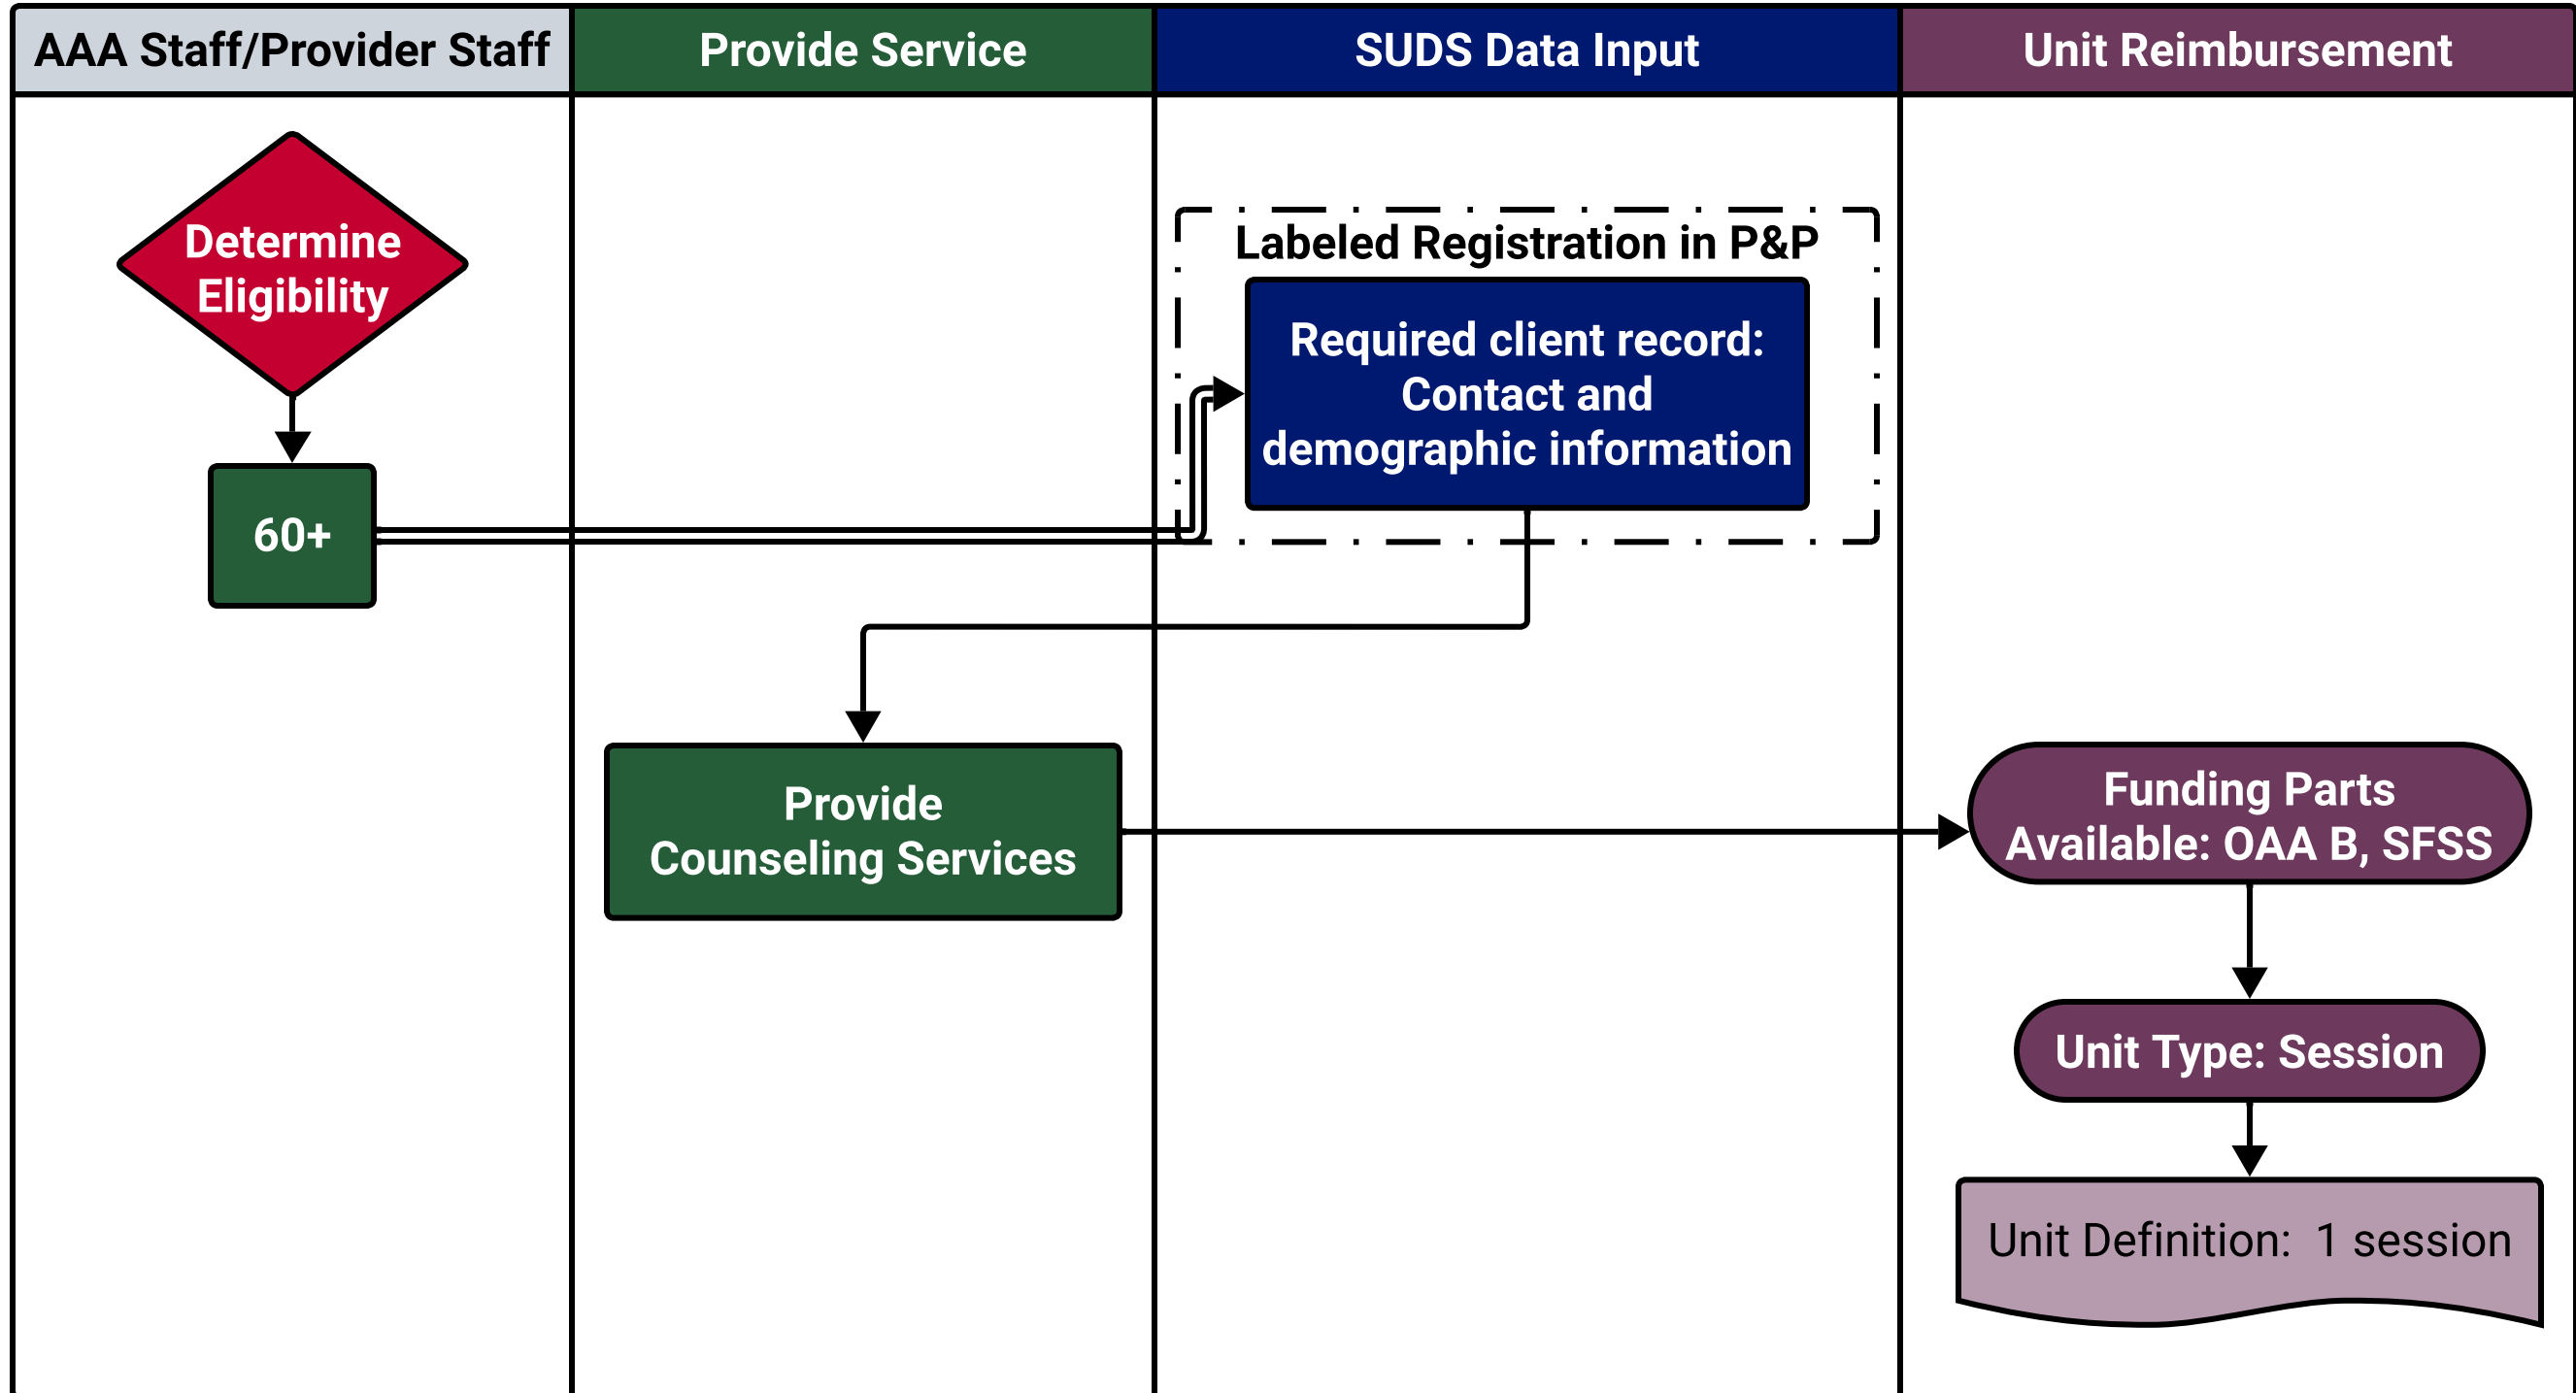 AAA Staff/Provider Staff
Provide Service
SUDS Data Input
Unit Reimbursement
Determine
Eligibility
60+
Labeled Registration in P&P
Required client record:
Contact and
demographic information
Provide
Counseling Services
Funding Parts
Available: OAA B, SFSS
Unit Type: Session
Unit Definition:  1 session